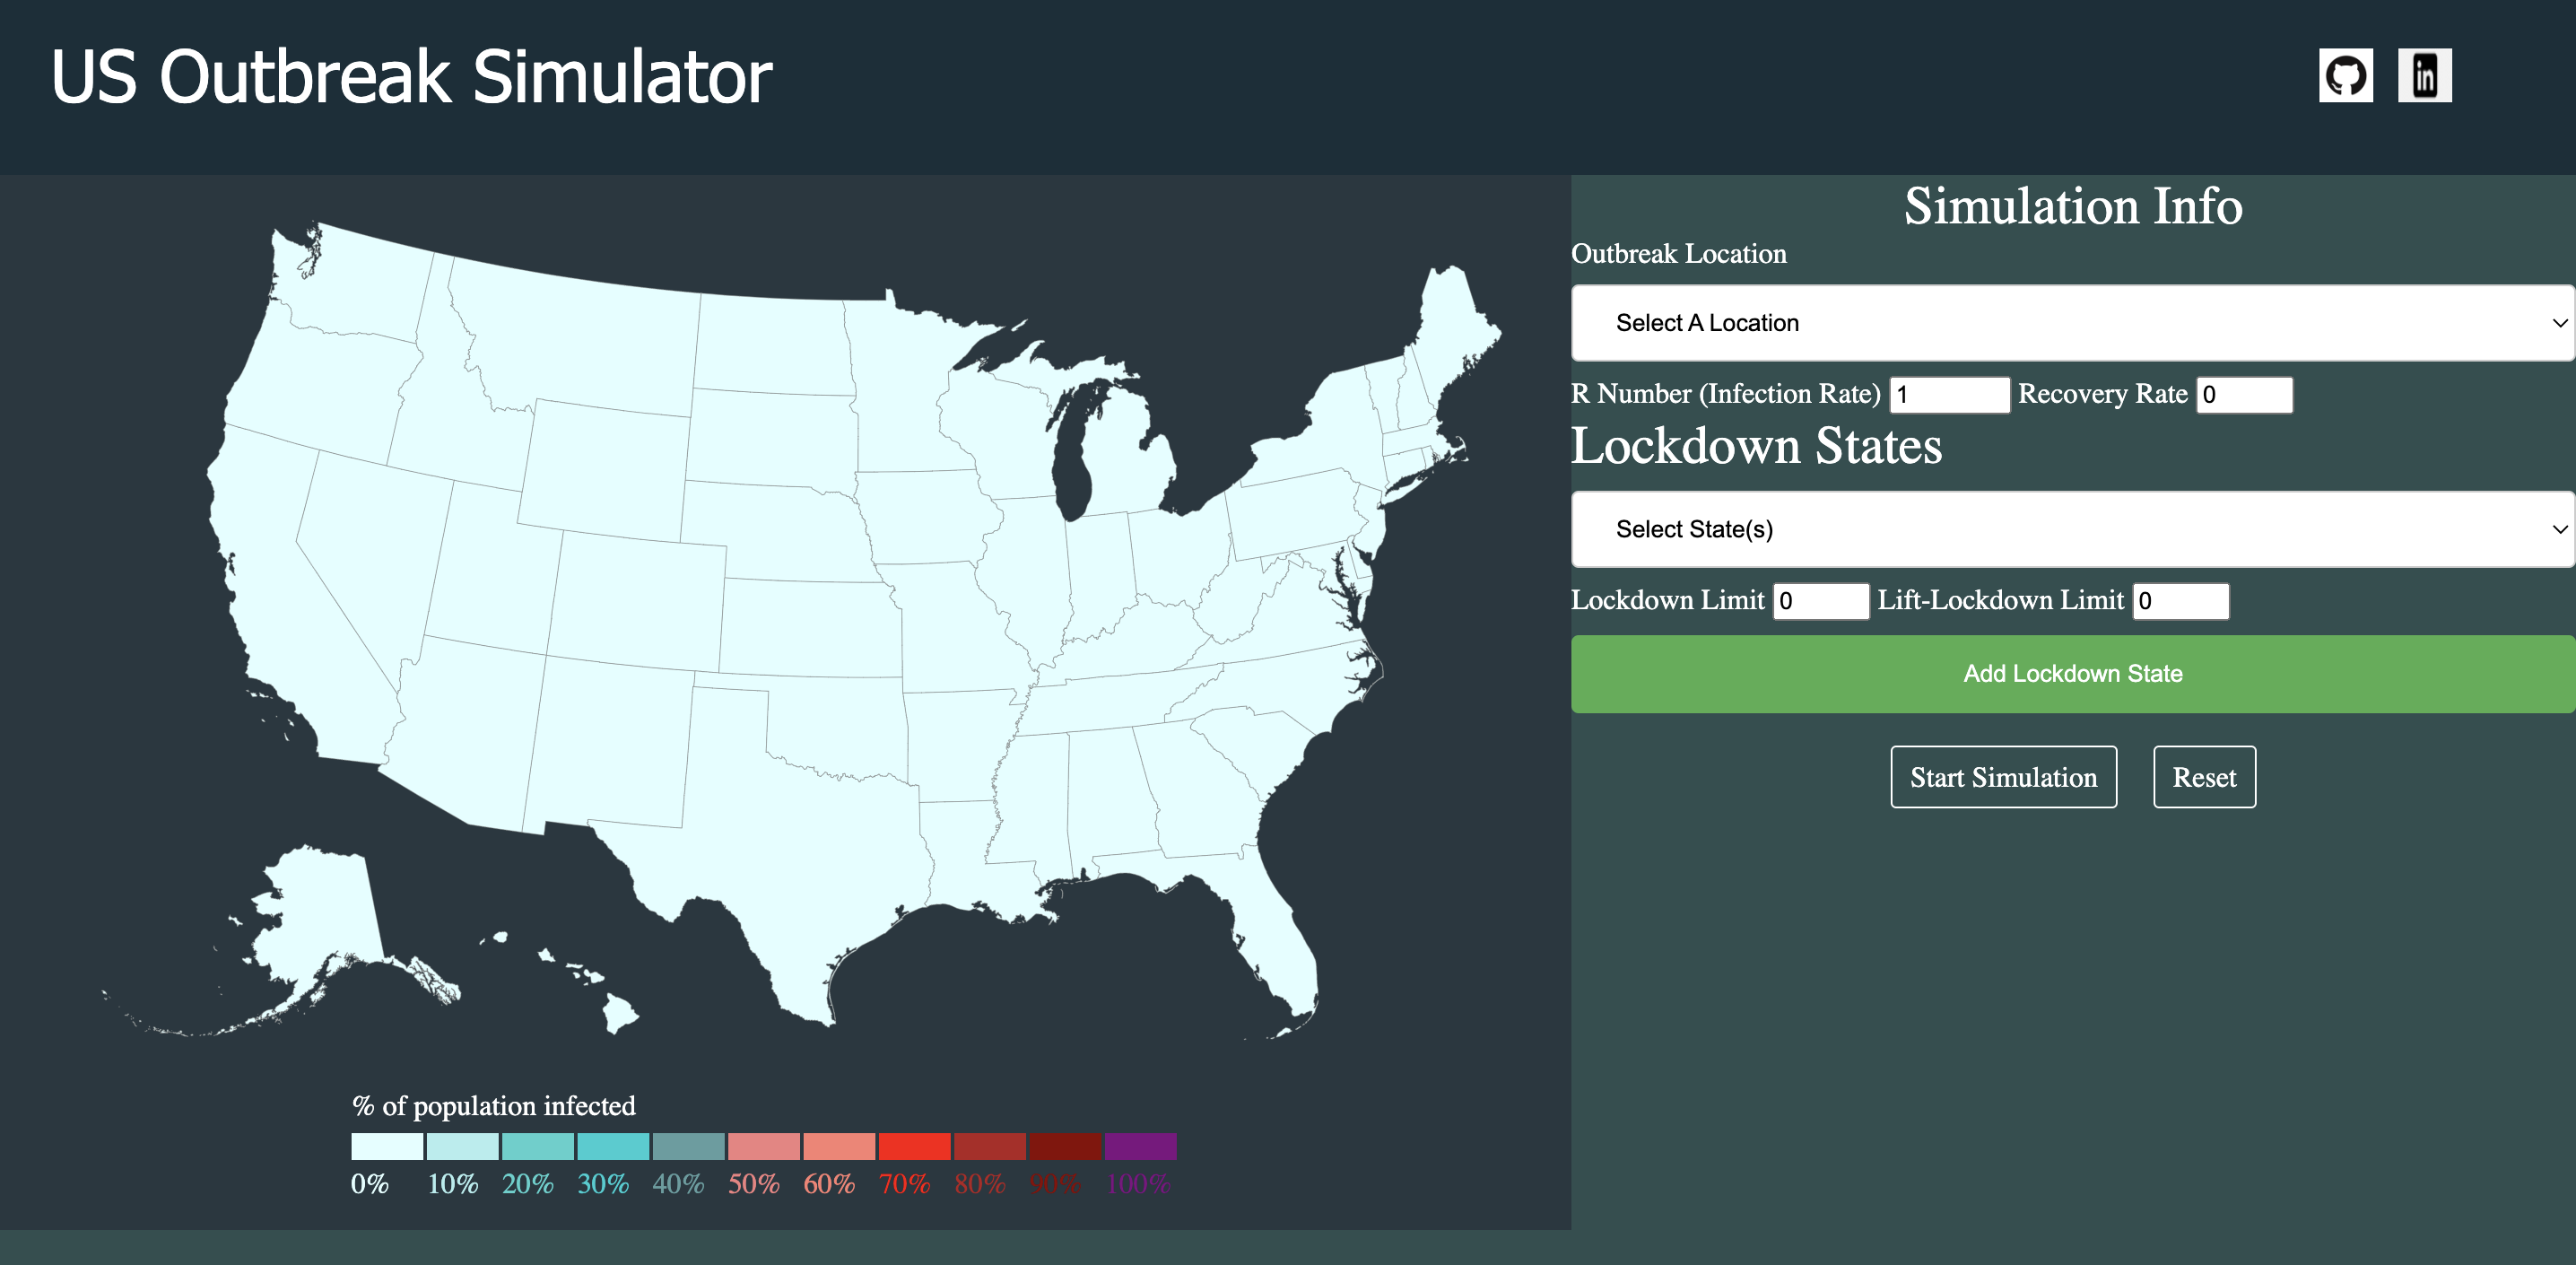 US Outbreak Simulator
in
Simulation Info
Outbreak Location
Select A Location
R Number (Infection Rate) 1 Recovery Rate 0
Lockdown States
Select State(s)
Lockdown Limit 0 Lift-Lockdown Limit 0
Add Lockdown State
Start Simulation Reset
% of population infected
0% 10% 20% 30% 40% 50% 60% 70% 80% 90% 100%